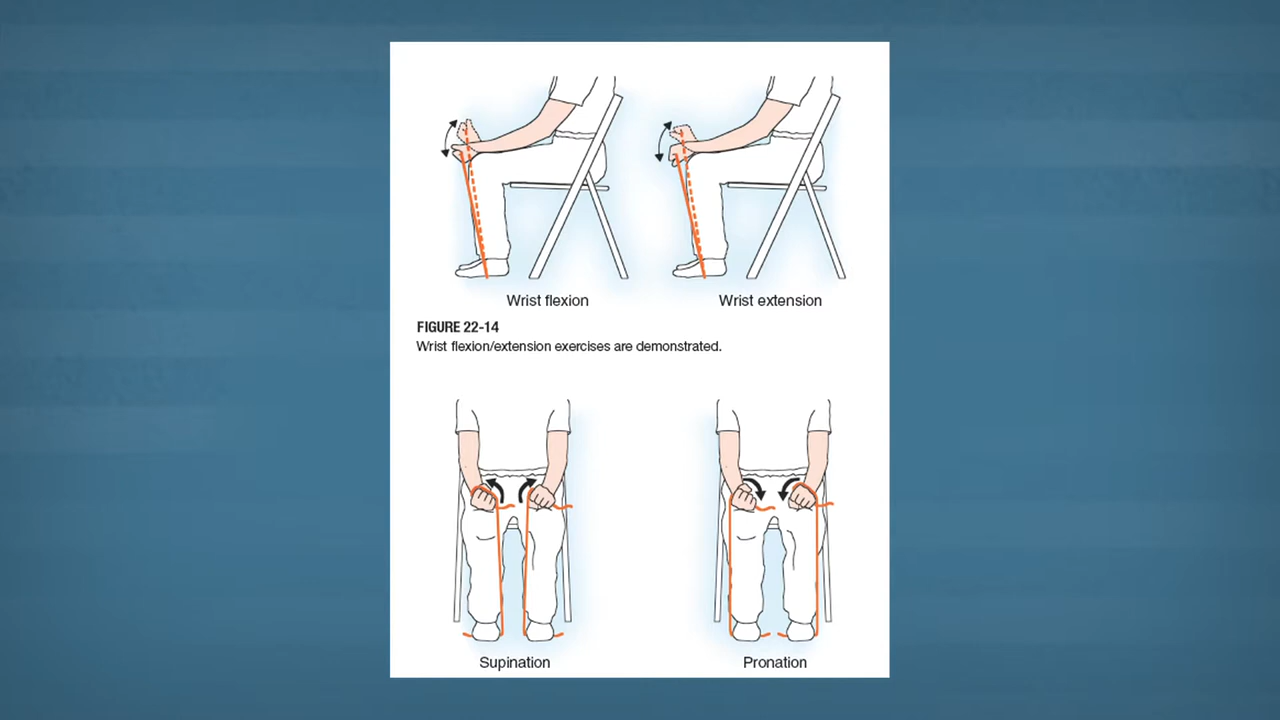 Wrist flexion
Wrist extension
FIGURE 22-14
Wrist flexion/extension exercises are demonstrated.
Supination
Pronation